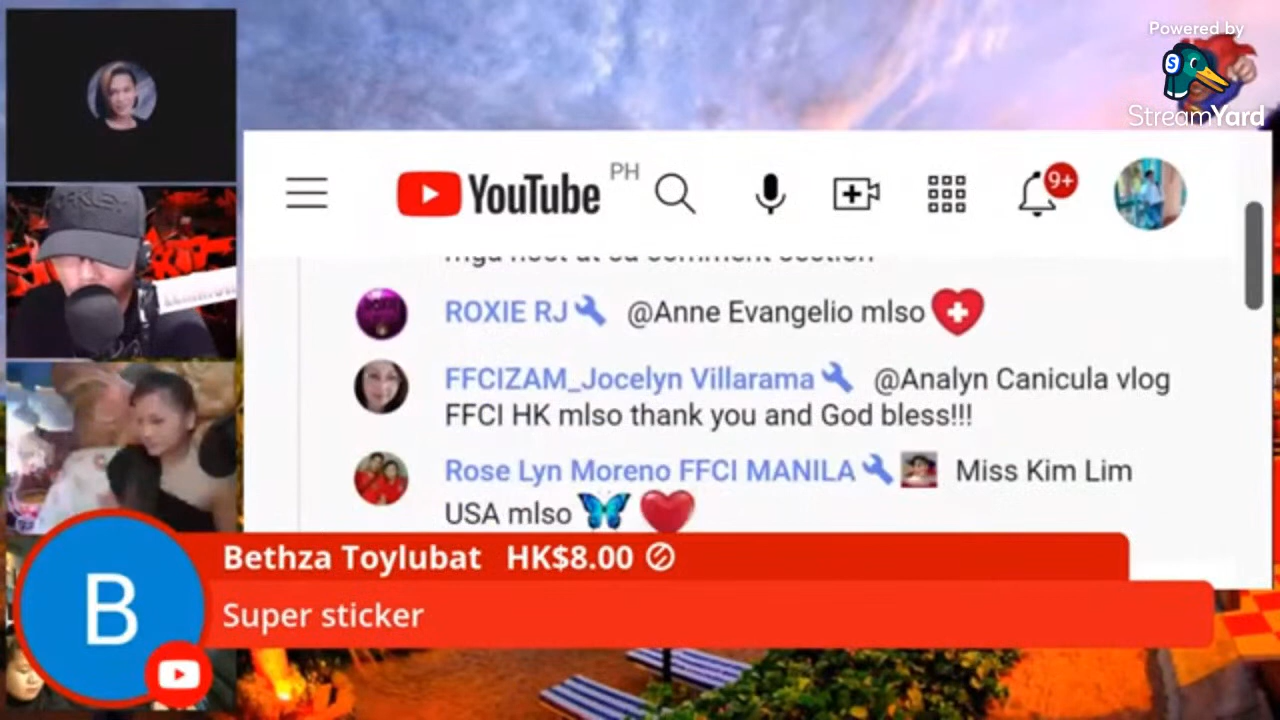 Powered by
StreamYard
YouTube PH
9+
ROXIE RJ @Anne Evangelio mlso
FFCIZAM_Jocelyn Villarama @Analyn Canicula vlog
FFCI HK mlso thank you and God bless!!!
Rose Lyn Moreno FFCI MANILA Miss Kim Lim
USA mlso
B
Bethza Toylubat HK$8.00
Super sticker